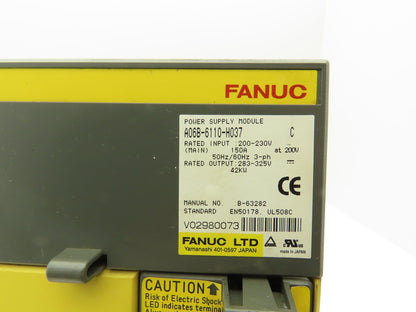 FANUC
POWER SUPPLY MODULE
A06B-6110-H037 C
RATED INPUT :200-230V
(MAIN) 150A at 200V
50Hz/60Hz 3-ph
RATED OUTPUT:283-325V
42KW
CE
MANUAL NO. :B-63282
STANDARD EN50178, UL508C
V02980073
FANUC LTD
Yamanashi 401-0597 JAPAN
MADE IN JAPAN
CAUTION
Risk of Electric Shock
LED indicates terminal